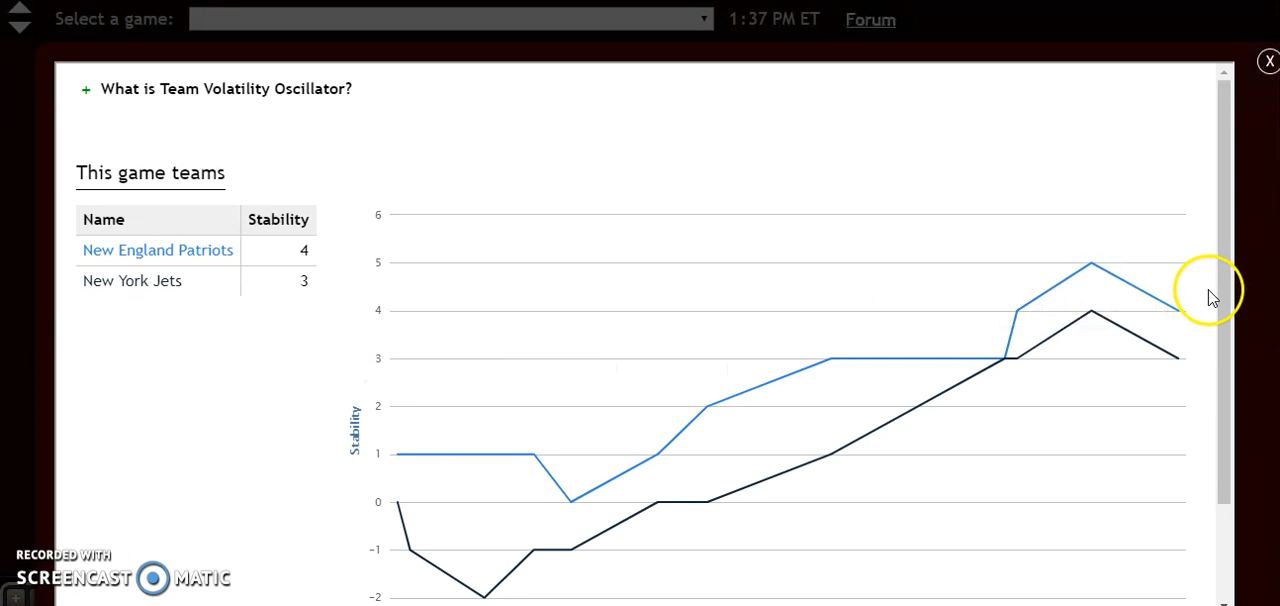 Select a game: 1:37 PM ET Forum
X
+ What is Team Volatility Oscillator?
This game teams
Name Stability
New England Patriots 4
New York Jets 3
6
5
4
3
2
1
0
-1
-2
Stability
RECORDED WITH
SCREENCAST MATIC